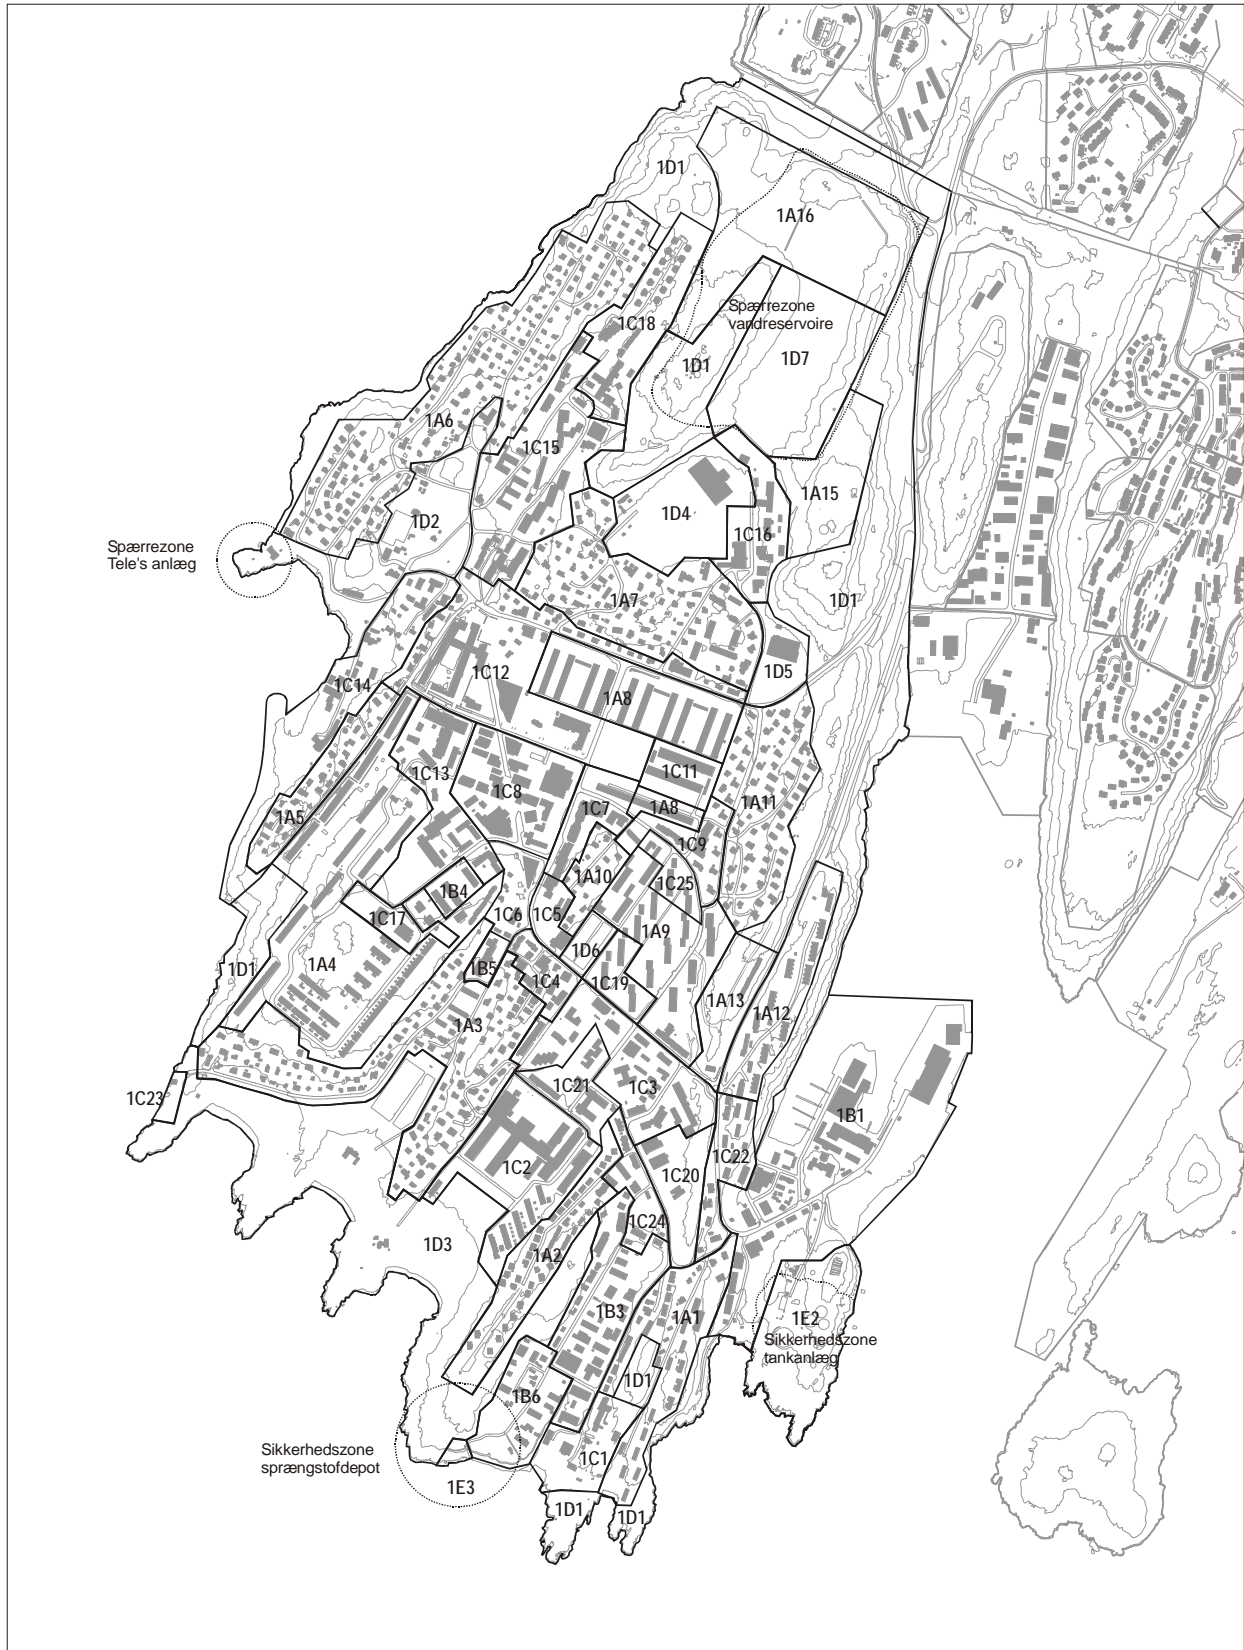 1D1
1A16
Spærrezone
vandreservoire
1C18
1D1
1D7
1A6
1C15
1A15
1D2
1D4
1C16
Spærrezone
Tele's anlæg
1A7
1D1
1D5
1C12
1C14
1A8
1C13
1C11
1C8
1A8
1A11
1C7
1A5
1C9
1A10
1C25
1B4
1C17
1C6
1C5
1A9
1D6
1D1
1A4
1B5
1C4
1C19
1A13
1A12
1A3
1C23
1C21
1C3
1B1
1C2
1C22
1C20
1C24
1D3
1A2
1B3
1A1
1E2
Sikkerhedszone
tankanlæg
1D1
1B6
Sikkerhedszone
sprængstofdepot
1C1
1E3
1D1
1D1